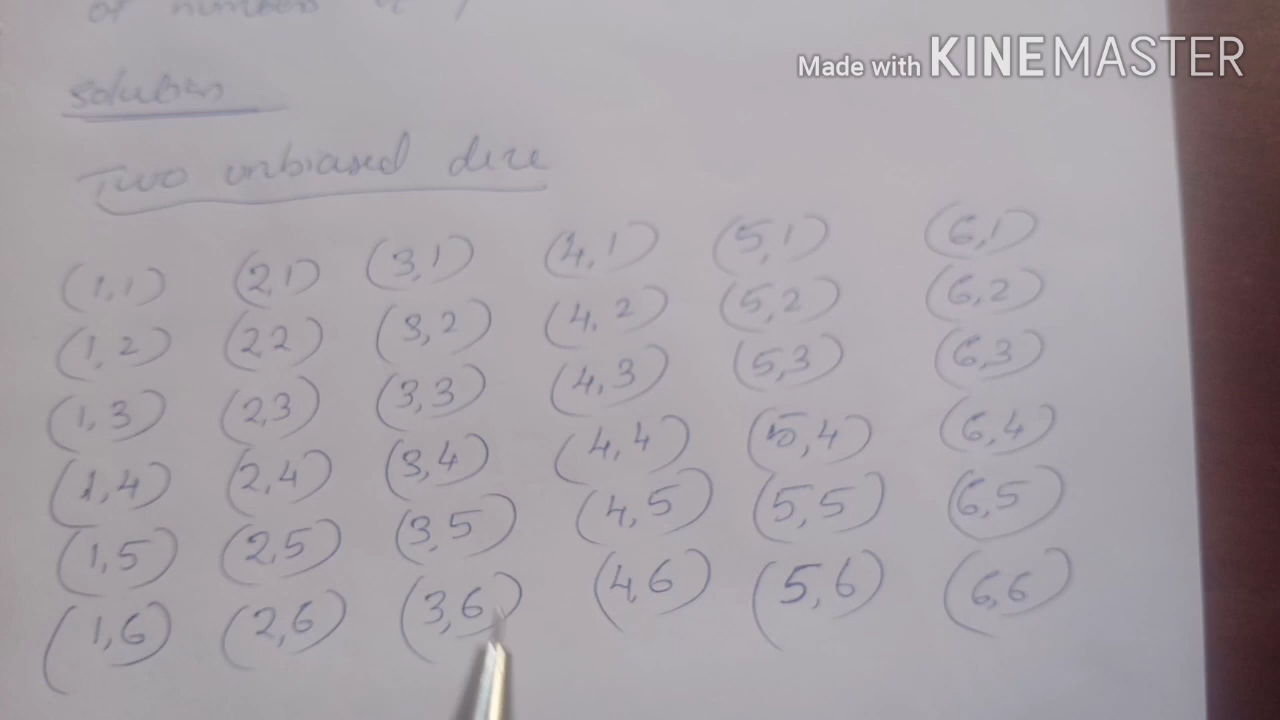 of numbers
Made with KINEMASTER
solution
Two unbiased dice
(1,1) (2,1) (3,1) (4,1) (5,1) (6,1)
(1,2) (2,2) (3,2) (4,2) (5,2) (6,2)
(1,3) (2,3) (3,3) (4,3) (5,3) (6,3)
(1,4) (2,4) (3,4) (4,4) (5,4) (6,4)
(1,5) (2,5) (3,5) (4,5) (5,5) (6,5)
(1,6) (2,6) (3,6) (4,6) (5,6) (6,6)